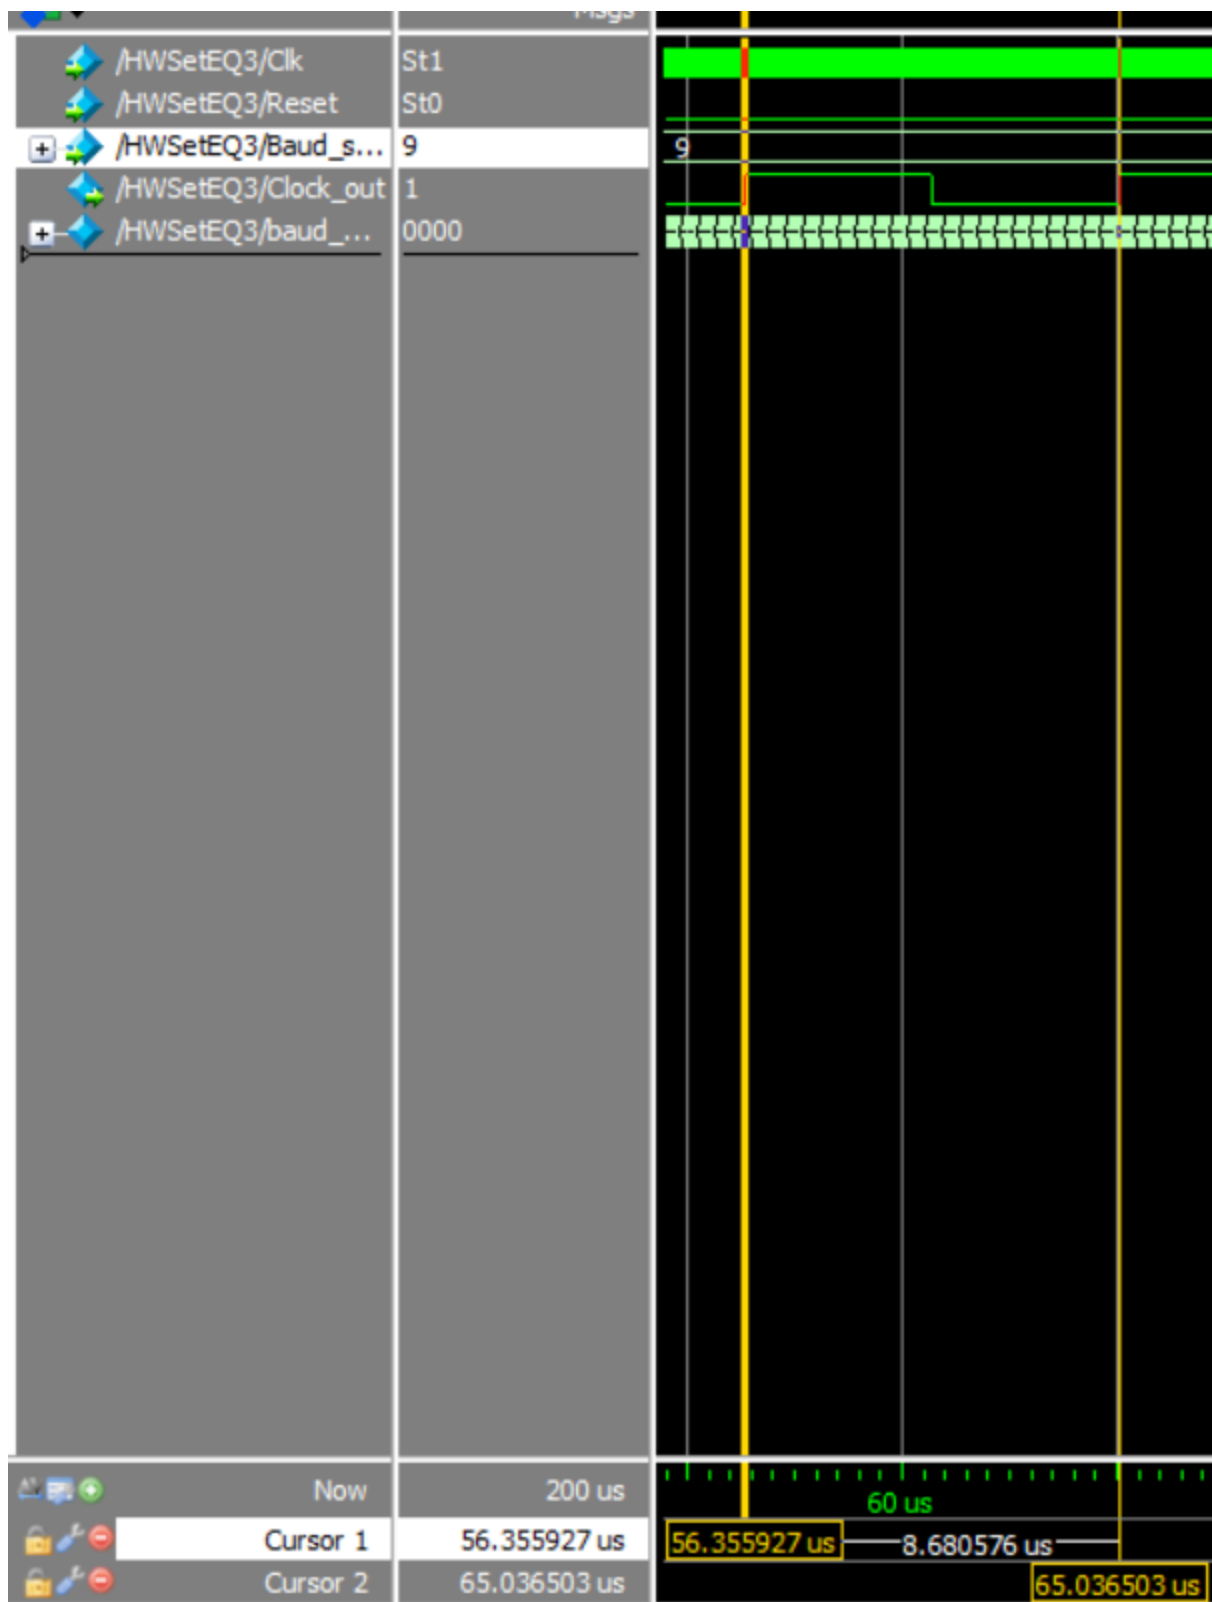 Msgs
/HWSetEQ3/Clk St1
/HWSetEQ3/Reset St0
/HWSetEQ3/Baud_s... 9 9
/HWSetEQ3/Clock_out 1
/HWSetEQ3/baud_... 0000
Now 200 us 60 us
Cursor 1 56.355927 us 56.355927 us 8.680576 us
Cursor 2 65.036503 us 65.036503 us